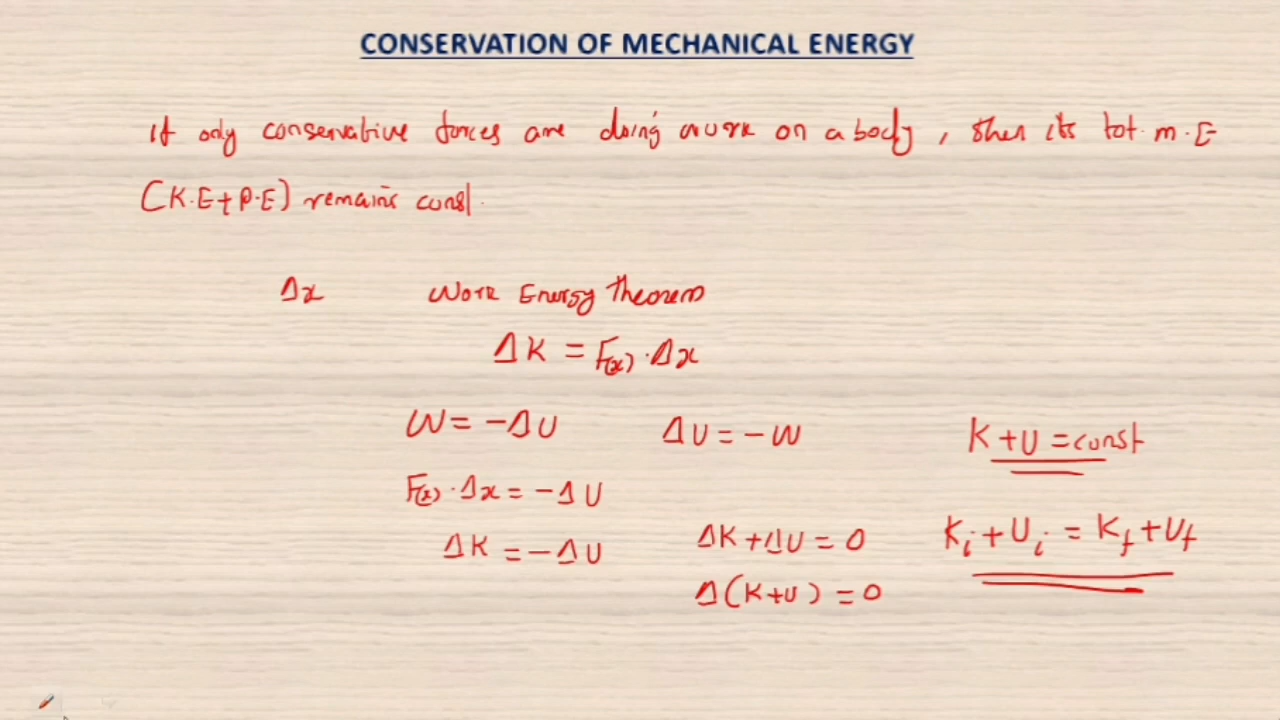 CONSERVATION OF MECHANICAL ENERGY
If only conservative forces are doing work on a body, then its tot. m.E
(K.E+P.E) remains const.
Δx Work Energy Theorem
ΔK = F(x)·Δx
W = -ΔU ΔU = -W K+U = const
F(x)·Δx = -ΔU
ΔK = -ΔU ΔK+ΔU = 0 Ki+Ui = Kf+Uf
Δ(K+U) = 0